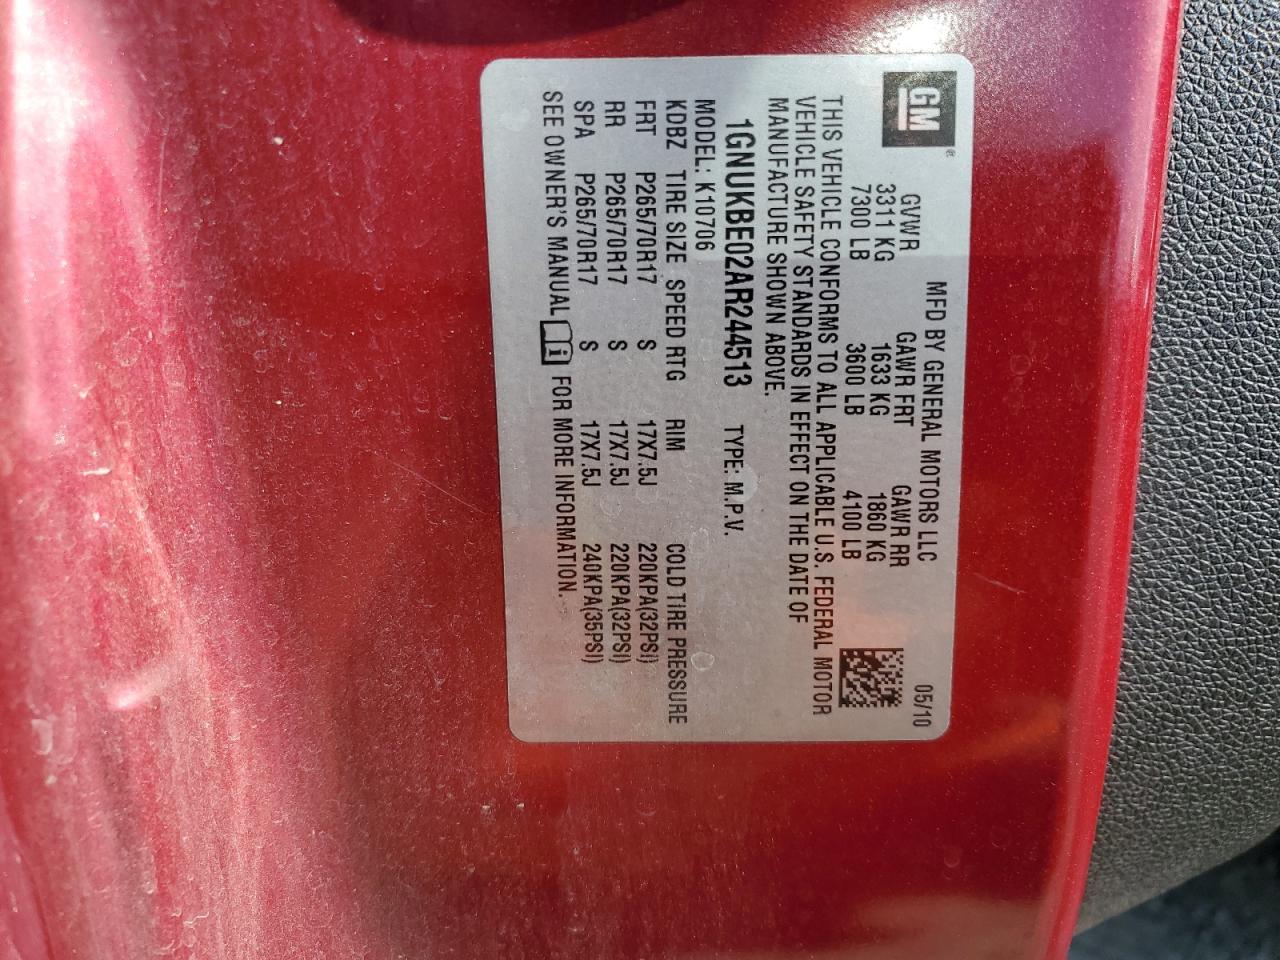 GM®
MFD BY GENERAL MOTORS LLC 05/10
GVWR GAWR FRT GAWR RR
3311 KG 1633 KG 1860 KG
7300 LB 3600 LB 4100 LB
THIS VEHICLE CONFORMS TO ALL APPLICABLE U.S. FEDERAL MOTOR
VEHICLE SAFETY STANDARDS IN EFFECT ON THE DATE OF
MANUFACTURE SHOWN ABOVE.
1GNUKBE02AR244513 TYPE: M.P.V.
MODEL: K10706
KDBZ TIRE SIZE SPEED RTG RIM COLD TIRE PRESSURE
FRT P265/70R17 S 17X7.5J 220KPA(32PSI)
RR P265/70R17 S 17X7.5J 220KPA(32PSI)
SPA P265/70R17 S 17X7.5J 240KPA(35PSI)
SEE OWNER'S MANUAL FOR MORE INFORMATION.